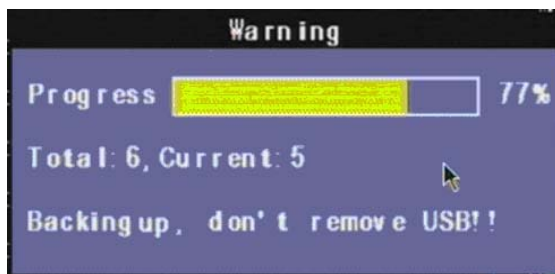 Warning
Progress 77%
Total: 6, Current: 5
Backing up, don't remove USB!!